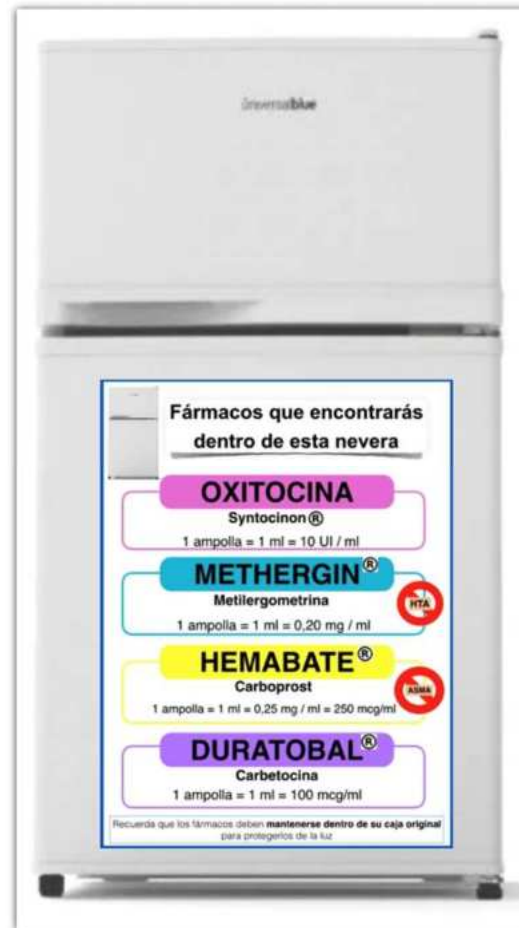 universalblue
Fármacos que encontrarás
dentro de esta nevera
OXITOCINA
Syntocinon®
1 ampolla = 1 ml = 10 UI / ml
METHERGIN®
Metilergometrina
HTA
1 ampolla = 1 ml = 0,20 mg / ml
HEMABATE®
Carboprost
ASMA
1 ampolla = 1 ml = 0,25 mg / ml = 250 mcg/ml
DURATOBAL®
Carbetocina
1 ampolla = 1 ml = 100 mcg/ml
Recuerda que los fármacos deben mantenerse dentro de su caja original
para protegerlos de la luz